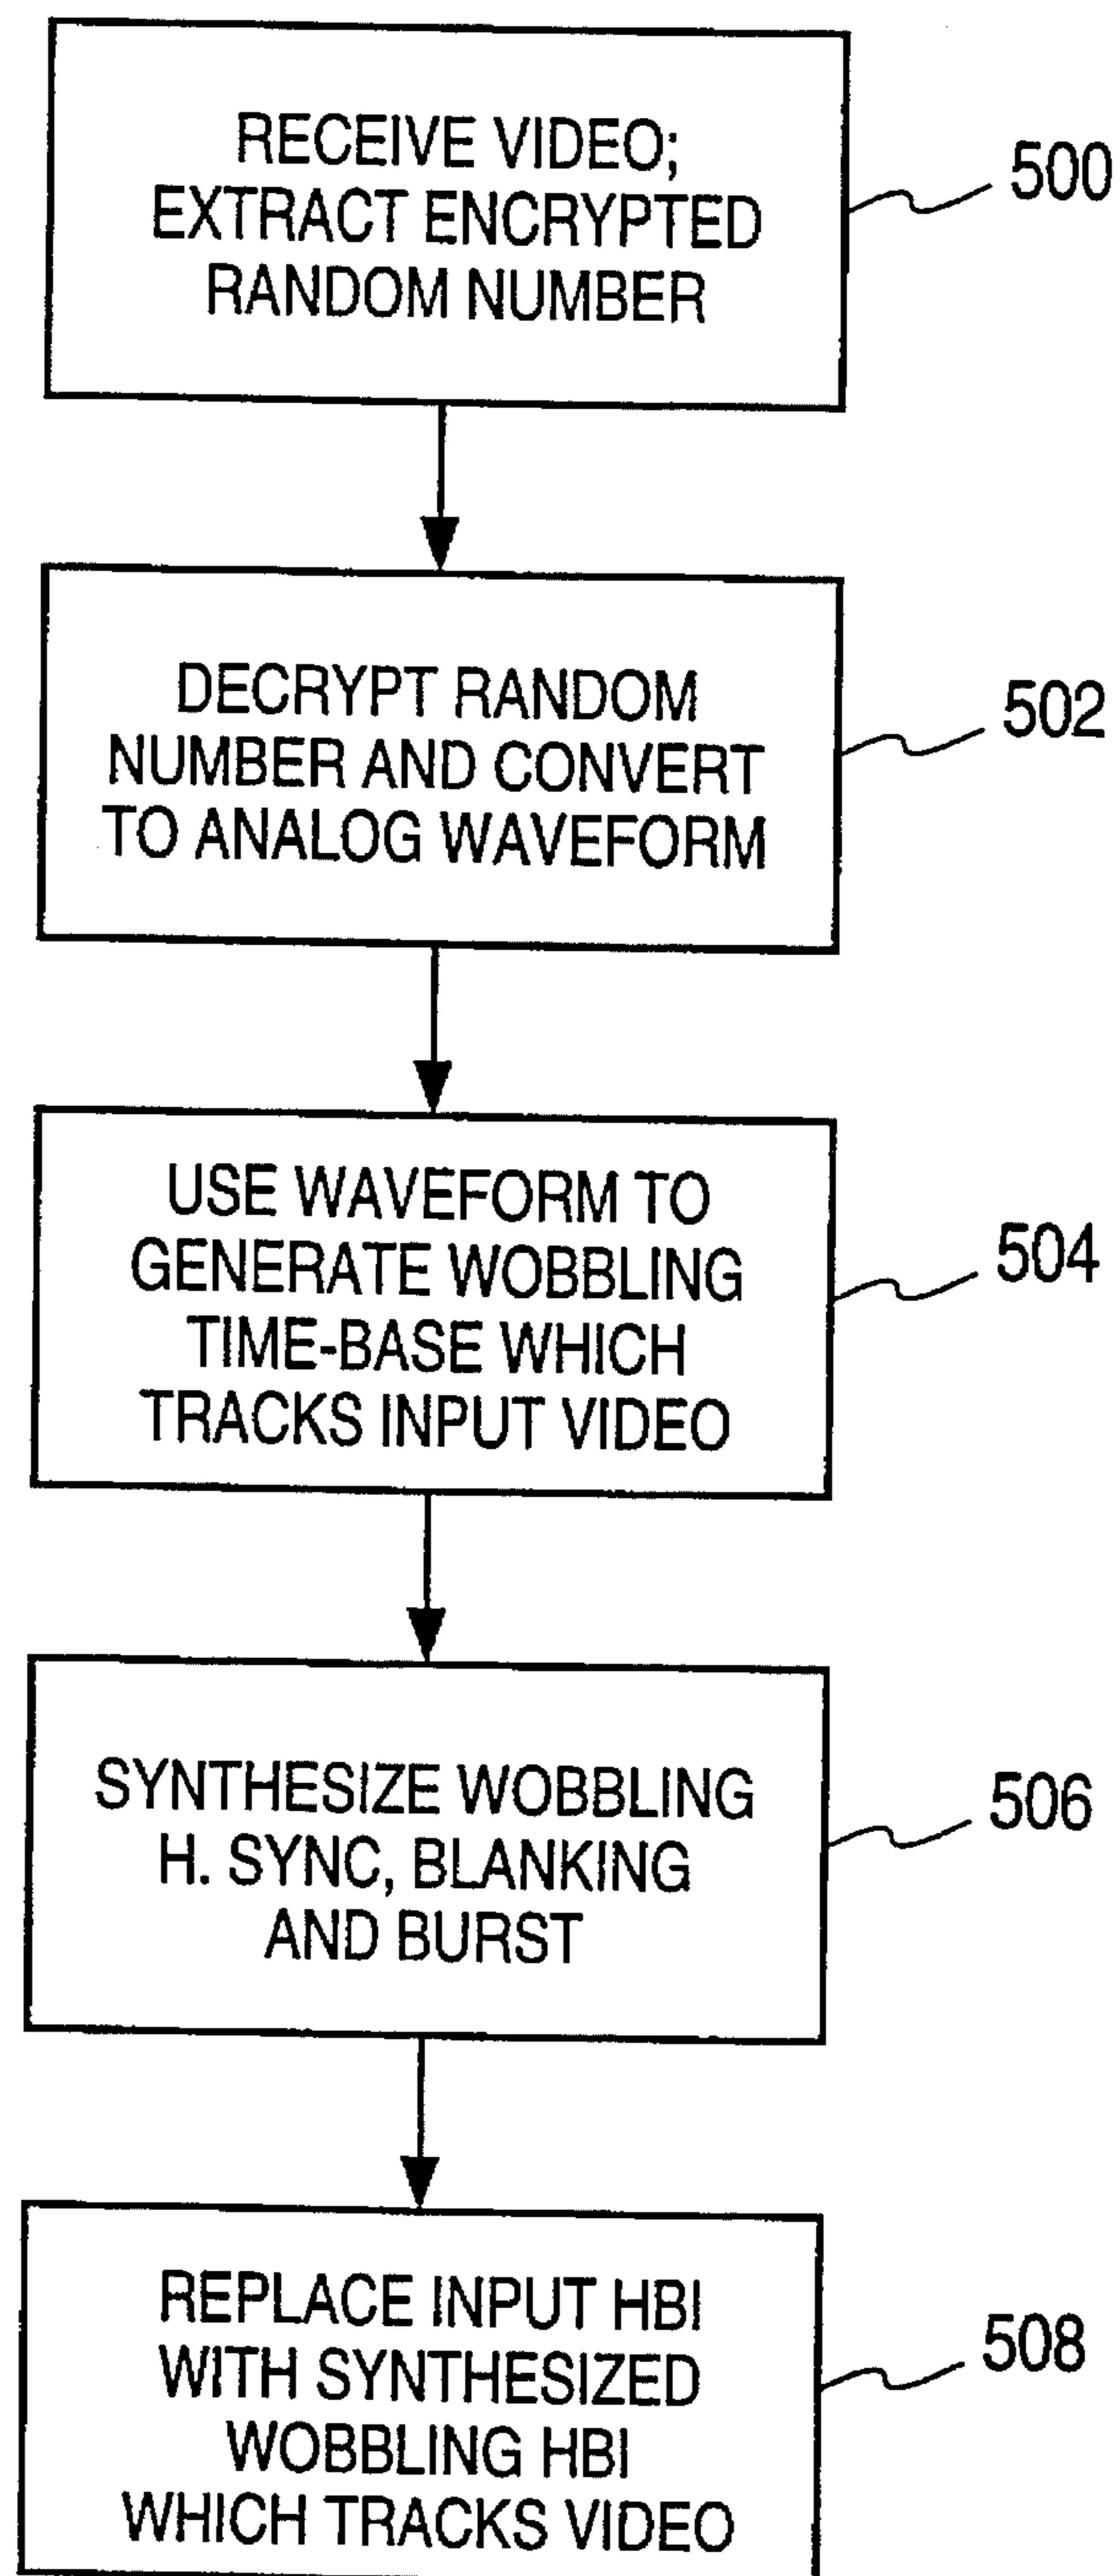 RECEIVE VIDEO;
EXTRACT ENCRYPTED
RANDOM NUMBER
500
DECRYPT RANDOM
NUMBER AND CONVERT
TO ANALOG WAVEFORM
502
USE WAVEFORM TO
GENERATE WOBBLING
TIME-BASE WHICH
TRACKS INPUT VIDEO
504
SYNTHESIZE WOBBLING
H. SYNC, BLANKING
AND BURST
506
REPLACE INPUT HBI
WITH SYNTHESIZED
WOBBLING HBI
WHICH TRACKS VIDEO
508